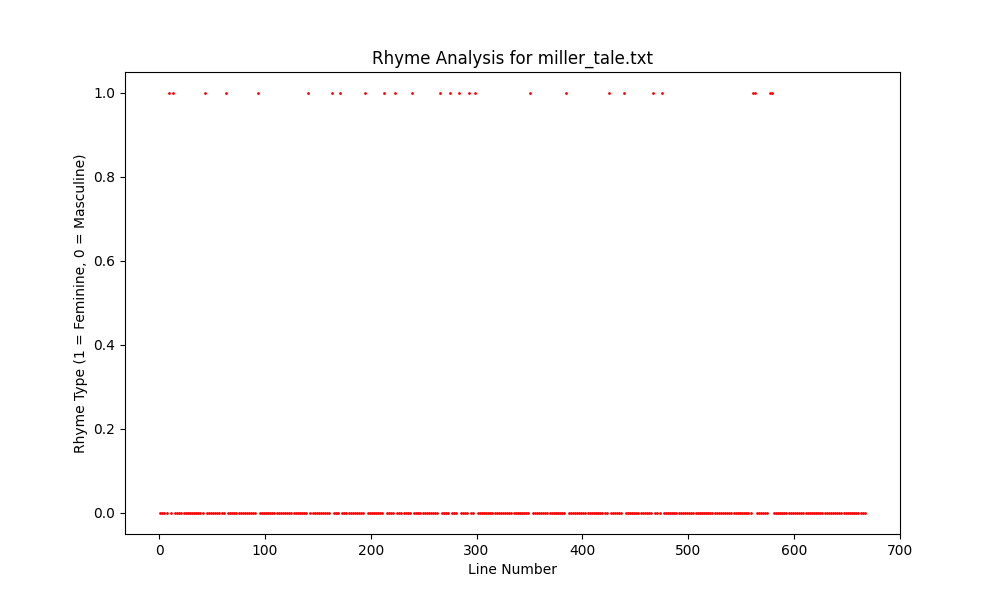 Rhyme Analysis for miller_tale.txt
Rhyme Type (1 = Feminine, 0 = Masculine)
1.0
0.8
0.6
0.4
0.2
0.0
0 100 200 300 400 500 600 700
Line Number